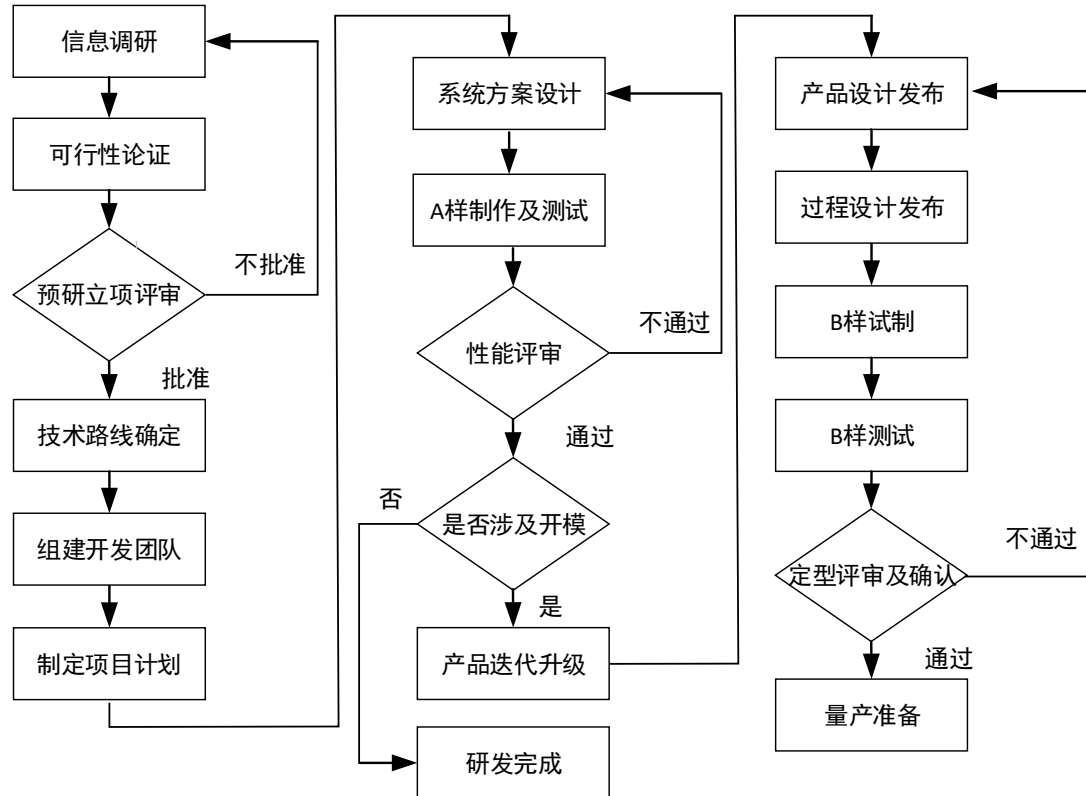 信息调研
可行性论证
预研立项评审
不批准
批准
技术路线确定
组建开发团队
制定项目计划
系统方案设计
A样制作及测试
性能评审
不通过
通过
是否涉及开模
否
是
产品迭代升级
研发完成
产品设计发布
过程设计发布
B样试制
B样测试
定型评审及确认
不通过
通过
量产准备